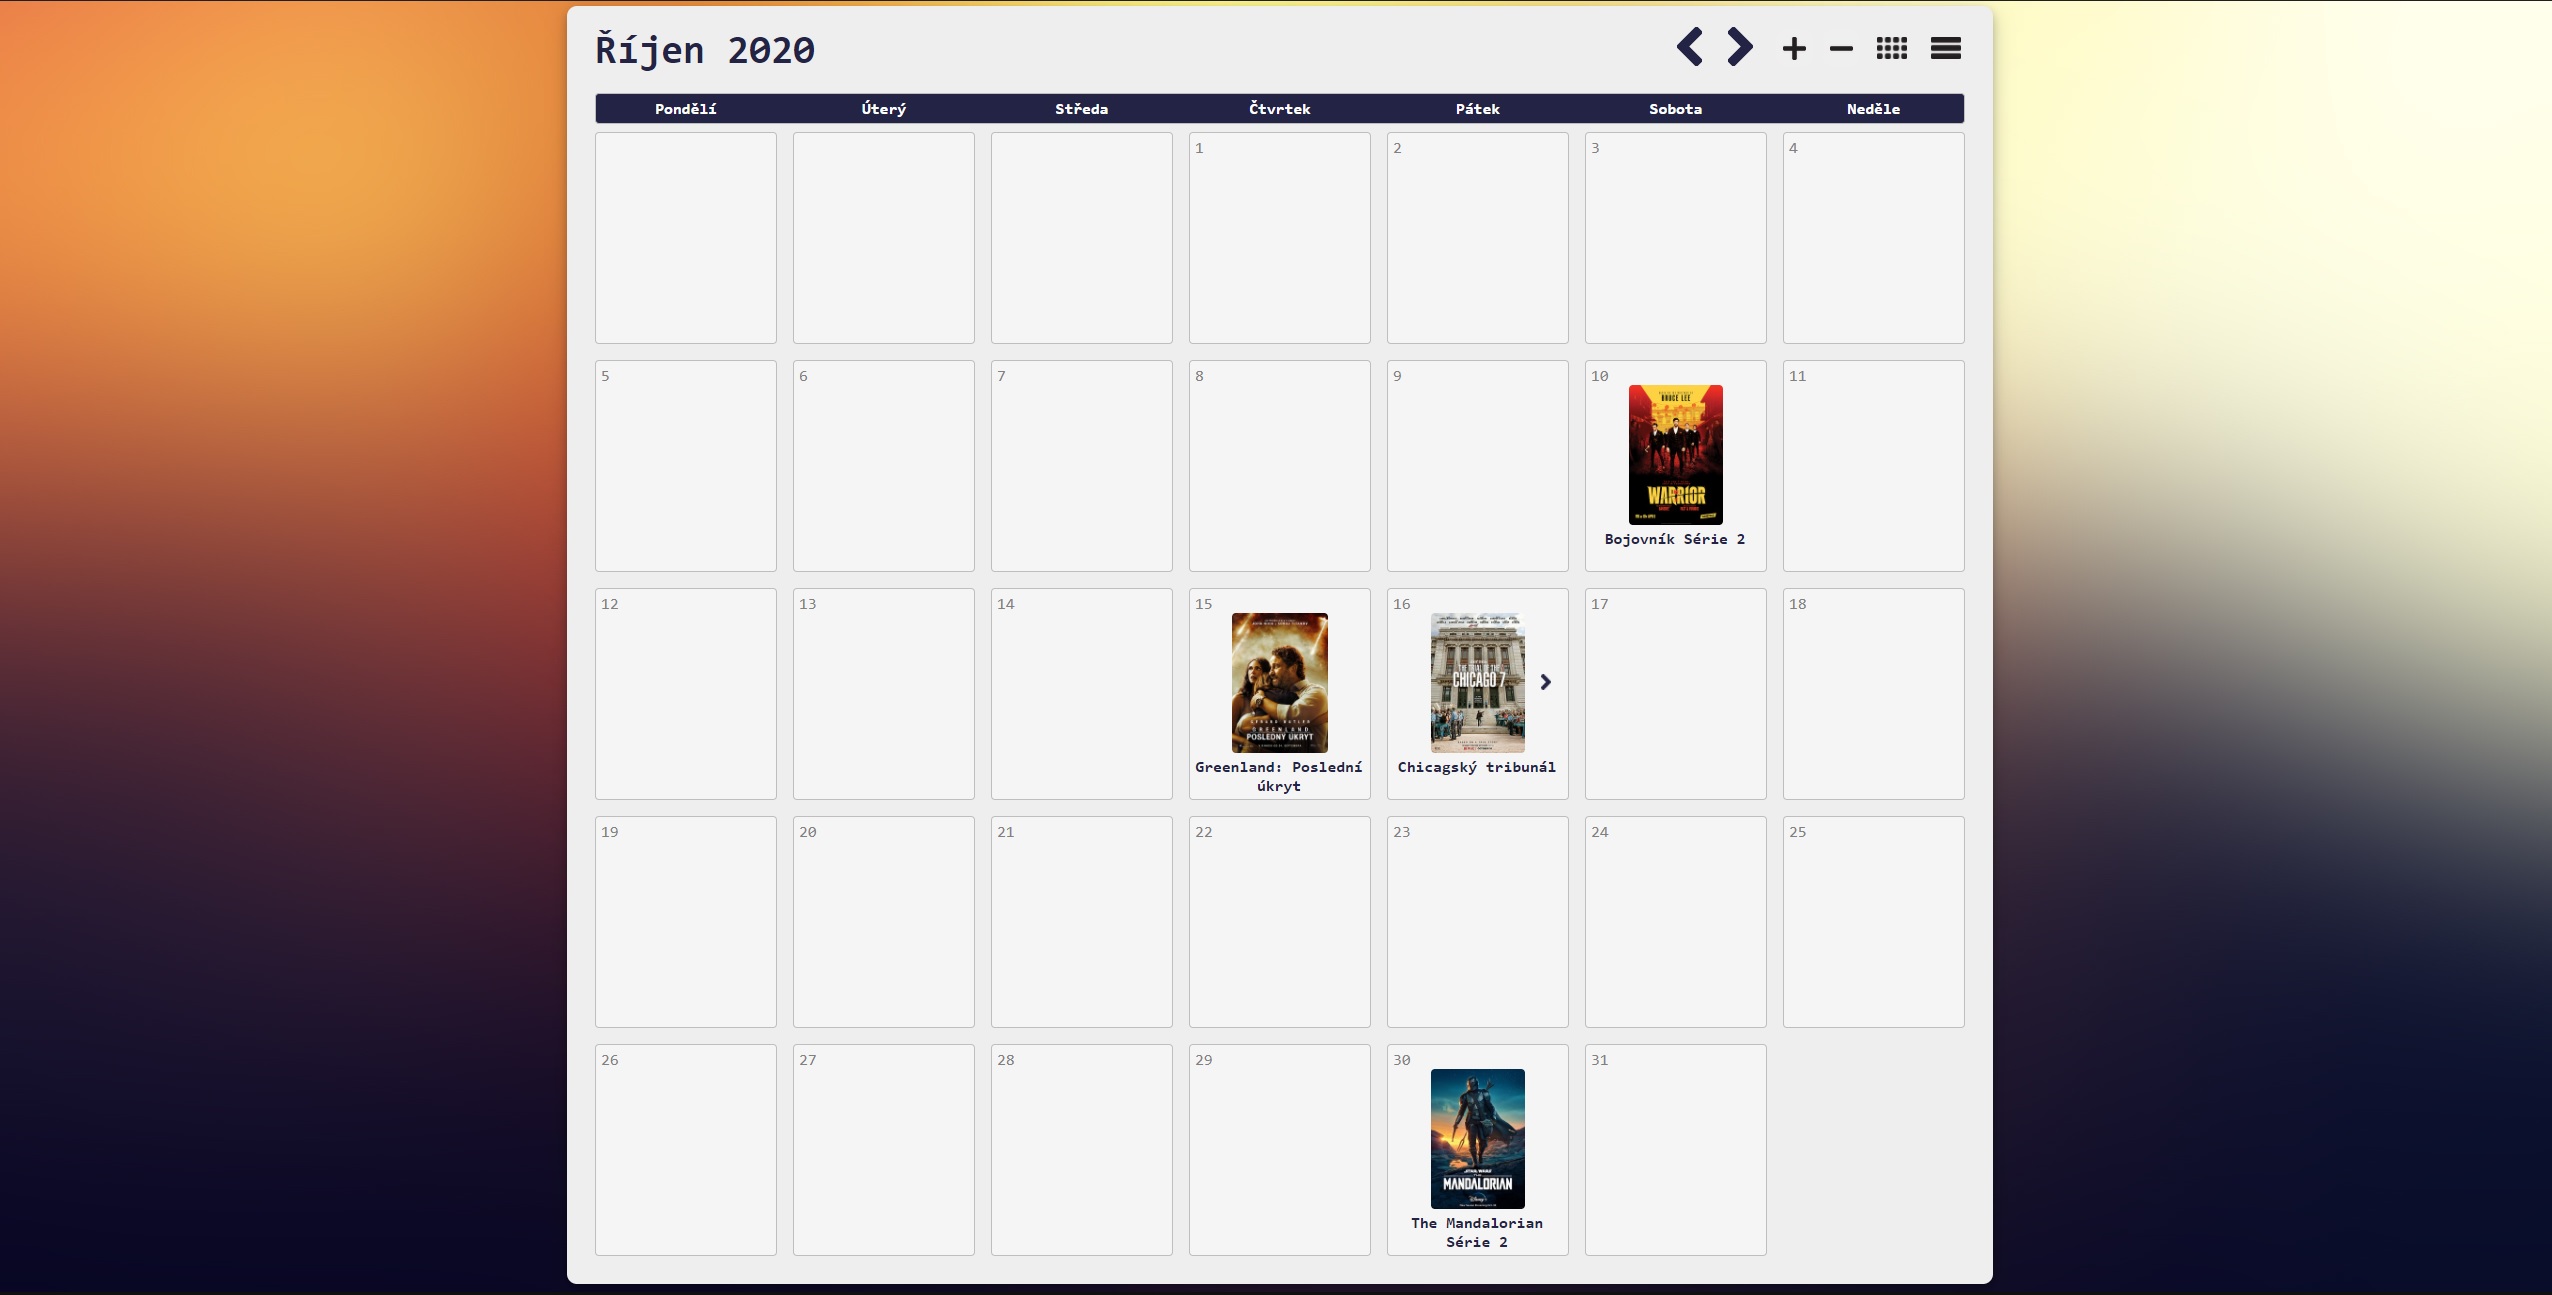 Říjen 2020
Pondělí Úterý Středa Čtvrtek Pátek Sobota Neděle
1 2 3 4
5 6 7 8 9 10 11
BRUCE LEE
WARRIOR
Bojovník Série 2
12 13 14 15 16 17 18
GERARD BUTLER
GREENLAND
POSLEDNÝ ÚKRYT
THE TRIAL OF THE
CHICAGO 7
Greenland: Poslední
úkryt
Chicagský tribunál
19 20 21 22 23 24 25
26 27 28 29 30 31
STAR WARS
THE
MANDALORIAN
Disney+
The Mandalorian
Série 2